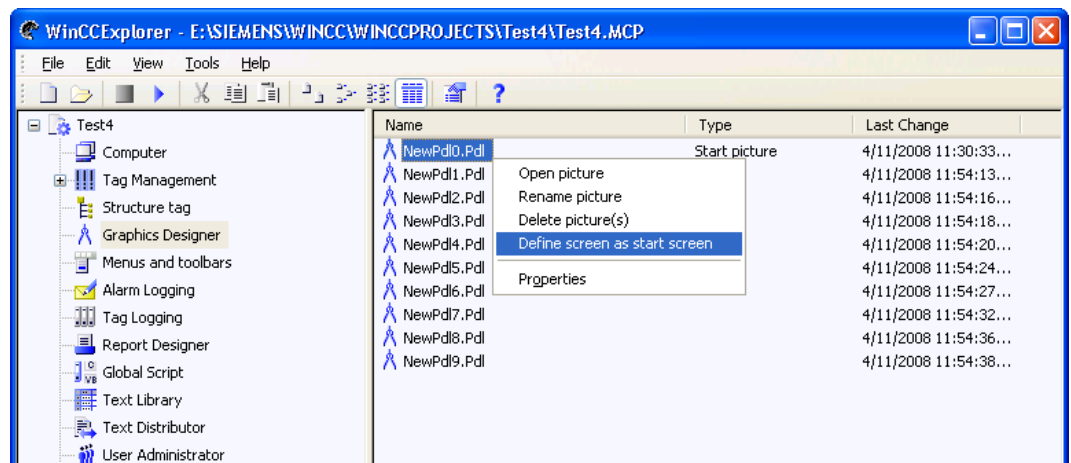 WinCCExplorer - E:\SIEMENS\WINCC\WINCCPROJECTS\Test4\Test4.MCP
File Edit View Tools Help
Test4
Computer
Tag Management
Structure tag
Graphics Designer
Menus and toolbars
Alarm Logging
Tag Logging
Report Designer
Global Script
Text Library
Text Distributor
User Administrator
Name Type Last Change
NewPdl0.Pdl Start picture 4/11/2008 11:30:33...
NewPdl1.Pdl 4/11/2008 11:54:13...
NewPdl2.Pdl 4/11/2008 11:54:16...
NewPdl3.Pdl 4/11/2008 11:54:18...
NewPdl4.Pdl 4/11/2008 11:54:20...
NewPdl5.Pdl 4/11/2008 11:54:24...
NewPdl6.Pdl 4/11/2008 11:54:27...
NewPdl7.Pdl 4/11/2008 11:54:32...
NewPdl8.Pdl 4/11/2008 11:54:36...
NewPdl9.Pdl 4/11/2008 11:54:38...
Open picture
Rename picture
Delete picture(s)
Define screen as start screen
Properties